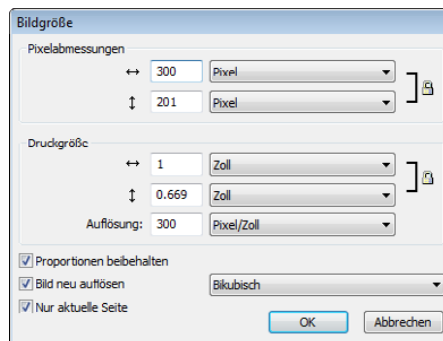 Bildgröße
Pixelabmessungen
300 Pixel
201 Pixel
Druckgröße
1 Zoll
0.669 Zoll
Auflösung: 300 Pixel/Zoll
Proportionen beibehalten
Bild neu auflösen Bikubisch
Nur aktuelle Seite
OK Abbrechen